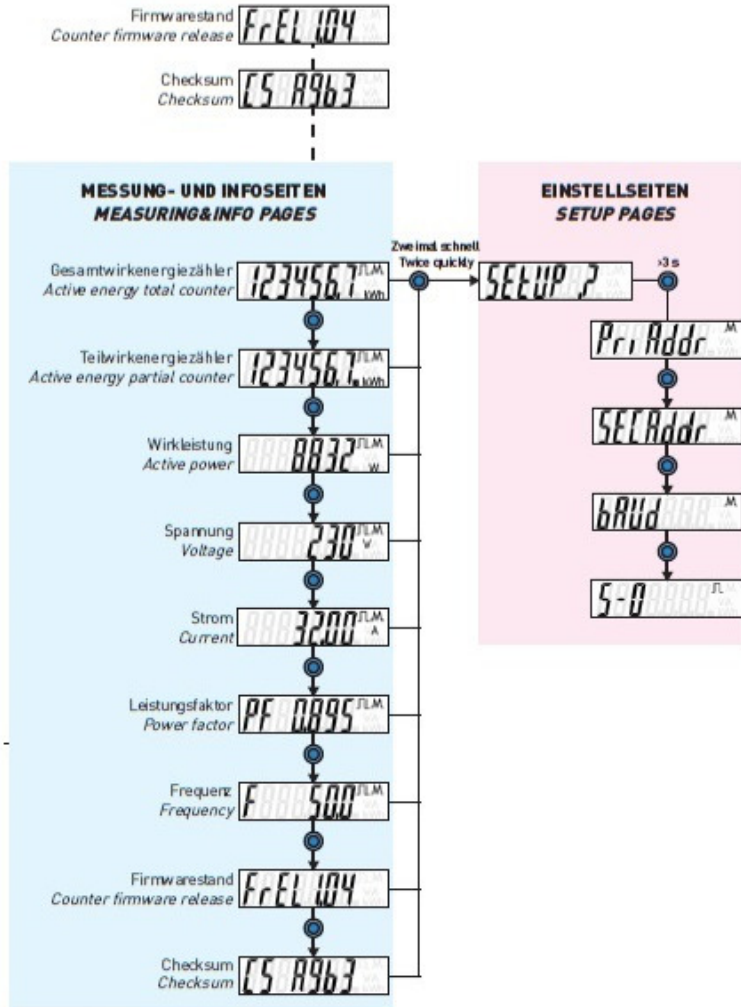 Firmwarestand
Counter firmware release
FrEL 1.04
Checksum
Checksum
CS A9b3
MESSUNG- UND INFOSEITEN
MEASURING&INFO PAGES
EINSTELLSEITEN
SETUP PAGES
Zweimal schnell
Twice quickly
>3 s
Gesamtwirkenergiezähler
Active energy total counter
123456.7 kWh
SEtUP ?
Pri Addr
Teilwirkenergiezähler
Active energy partial counter
123456.7. kWh
SECAddr
Wirkleistung
Active power
8832 W
bAUd
Spannung
Voltage
230 V
S-0
Strom
Current
32.00 A
Leistungsfaktor
Power factor
PF 0.895
Frequenz
Frequency
F 50.0
Firmwarestand
Counter firmware release
FrEL 1.04
Checksum
Checksum
CS A9b3